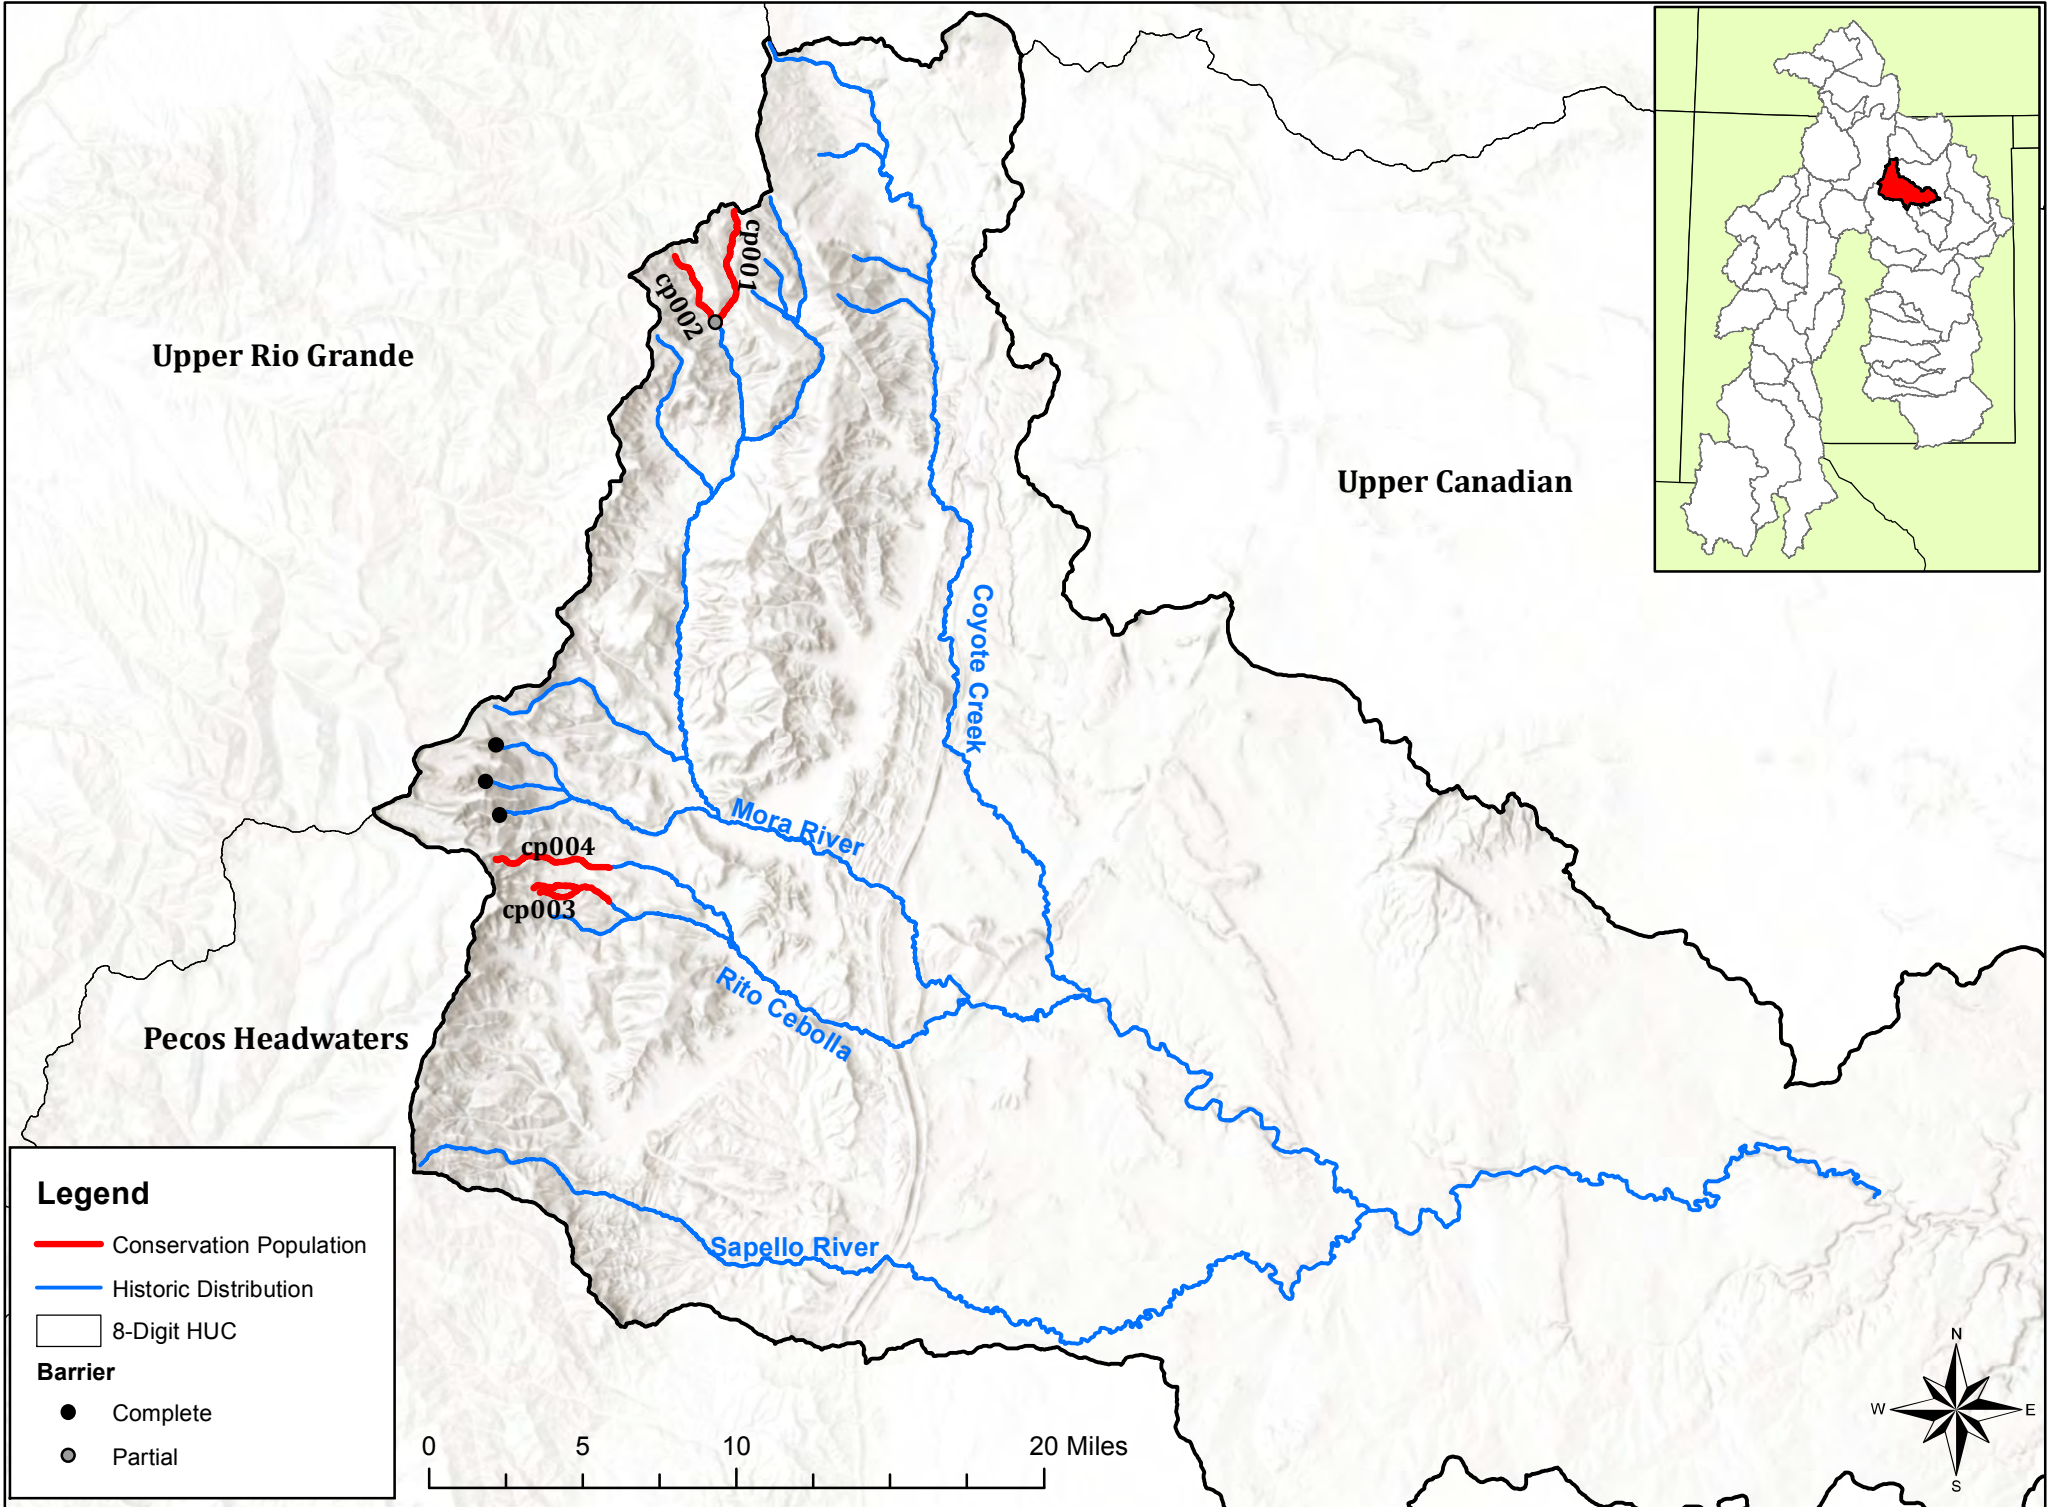 cp001
cp002
Upper Rio Grande
Upper Canadian
Coyote Creek
Mora River
cp004
cp003
Rito Cebolla
Pecos Headwaters
Sapello River
Legend
Conservation Population
Historic Distribution
8-Digit HUC
Barrier
Complete
Partial
0 5 10 20 Miles
N
W E
S